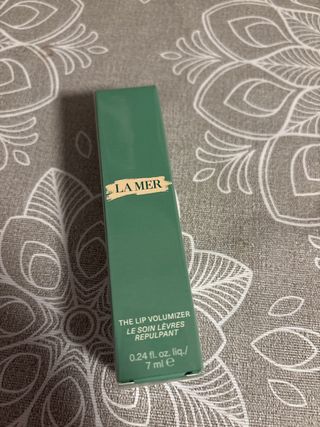 LA MER
THE LIP VOLUMIZER
LE SOIN LÈVRES
REPULPANT
0.24 fl. oz. liq./
7 ml ℮